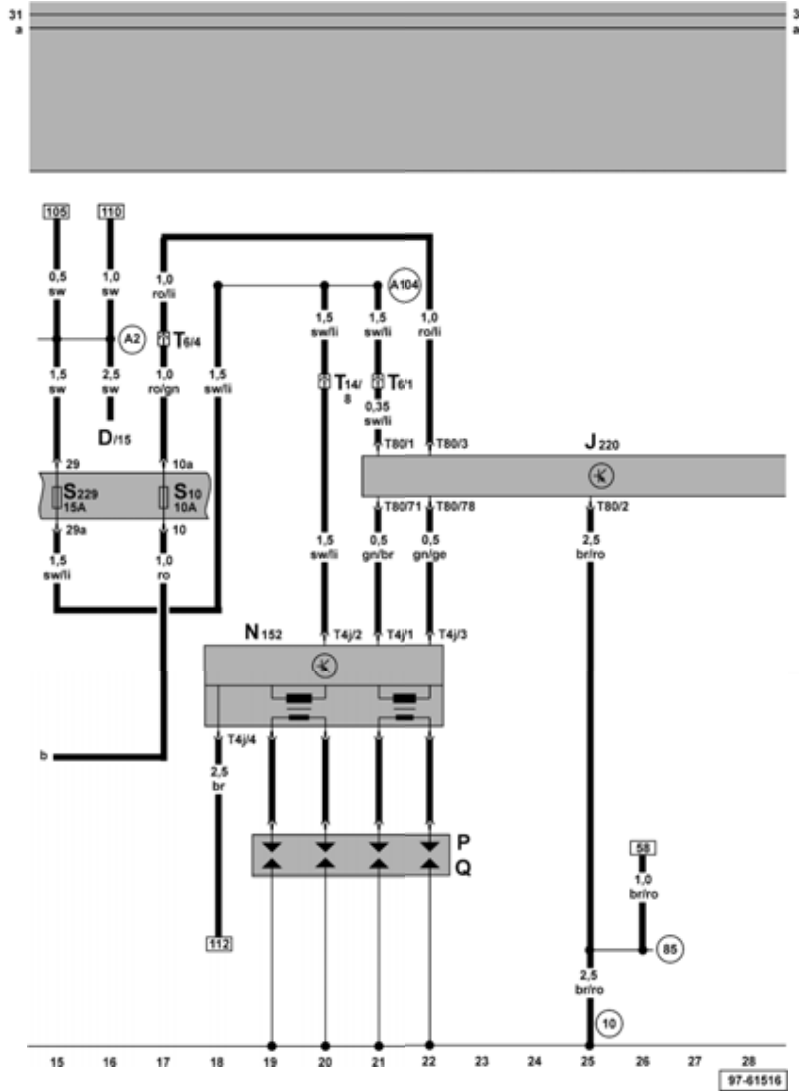 31
3
a
a
105
110
0,5
sw
1,0
sw
1,0
ro/li
A104
A2
T6/4
1,5
sw/li
1,5
sw/li
1,0
ro/li
1,5
sw
2,5
sw
1,0
ro/gn
1,5
sw/li
T14/
8
T6/1
0,35
sw/li
D/15
T80/1
T80/3
J220
29
10a
S229
15A
S10
10A
29a
10
T80/71
T80/78
T80/2
1,5
sw/li
1,0
ro
1,5
sw/li
0,5
gn/br
0,5
gn/ge
2,5
br/ro
N152
T4j/2
T4j/1
T4j/3
T4j/4
b
2,5
br
P
Q
58
1,0
br/ro
112
85
2,5
br/ro
10
15 16 17 18 19 20 21 22 23 24 25 26 27 28
97-61516